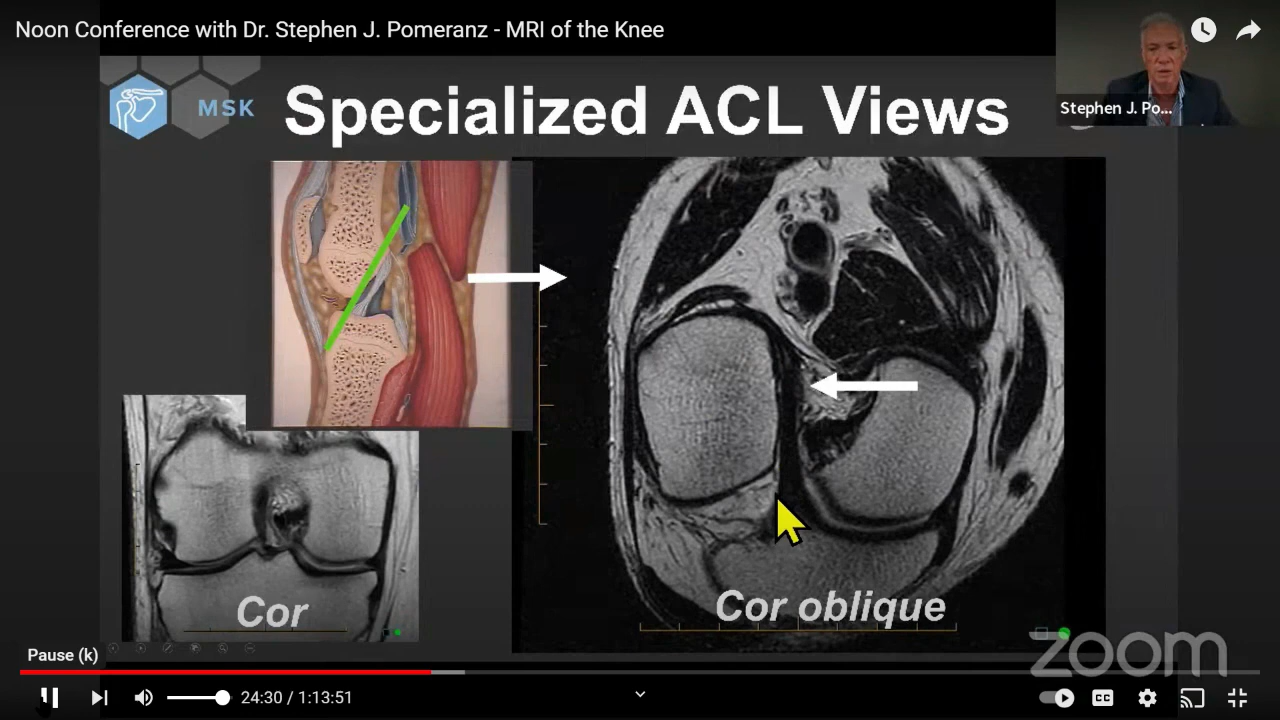 Noon Conference with Dr. Stephen J. Pomeranz - MRI of the Knee
MSK
Specialized ACL Views
Stephen J. Po...
Cor
Cor oblique
zoom
Pause (k)
24:30 / 1:13:51
CC